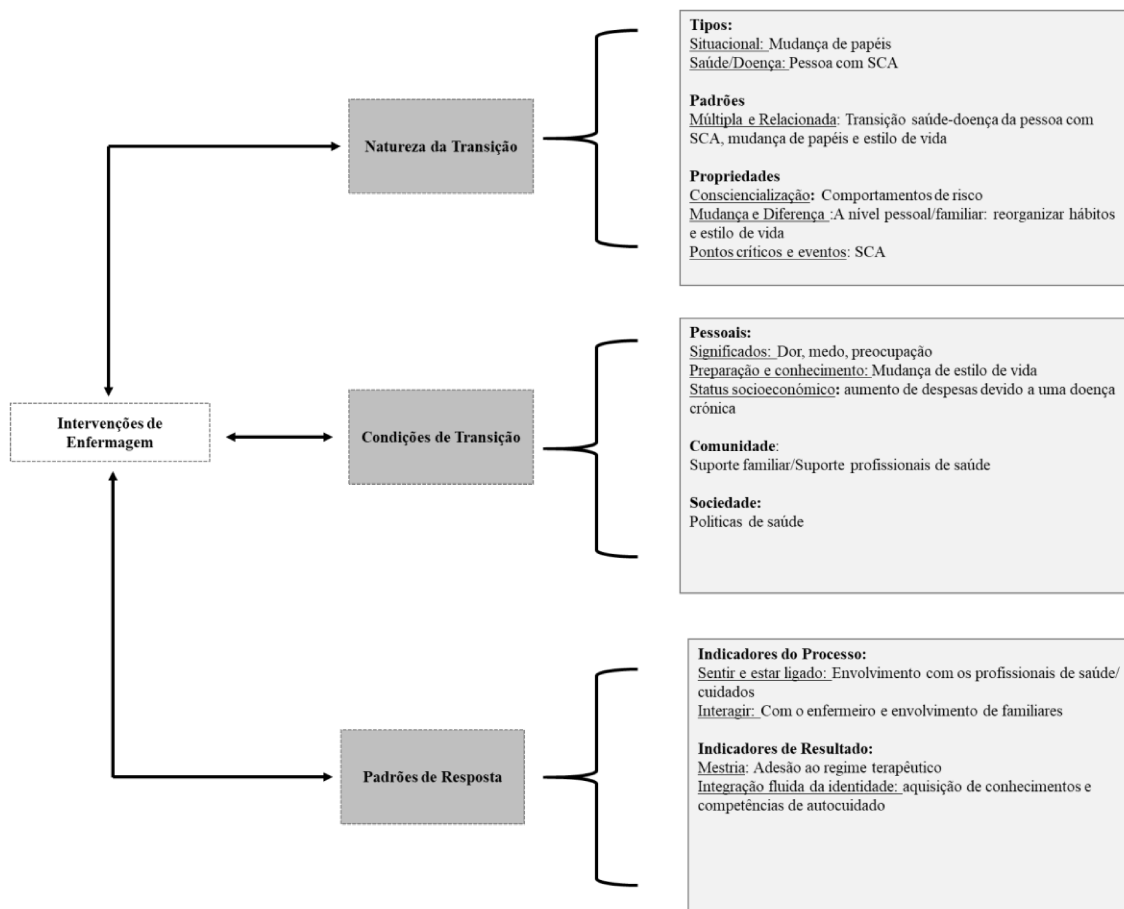 Tipos:
Situacional: Mudança de papéis
Saúde/Doença: Pessoa com SCA
Padrões
Múltipla e Relacionada: Transição saúde-doença da pessoa com
SCA, mudança de papéis e estilo de vida
Propriedades
Consciencialização: Comportamentos de risco
Mudança e Diferença :A nível pessoal/familiar: reorganizar hábitos
e estilo de vida
Pontos críticos e eventos: SCA
Natureza da Transição
Pessoais:
Significados: Dor, medo, preocupação
Preparação e conhecimento: Mudança de estilo de vida
Status socioeconómico: aumento de despesas devido a uma doença
crónica
Comunidade:
Suporte familiar/Suporte profissionais de saúde
Sociedade:
Politicas de saúde
Intervenções de
Enfermagem
Condições de Transição
Indicadores do Processo:
Sentir e estar ligado: Envolvimento com os profissionais de saúde/
cuidados
Interagir: Com o enfermeiro e envolvimento de familiares
Indicadores de Resultado:
Mestria: Adesão ao regime terapêutico
Integração fluida da identidade: aquisição de conhecimentos e
competências de autocuidado
Padrões de Resposta